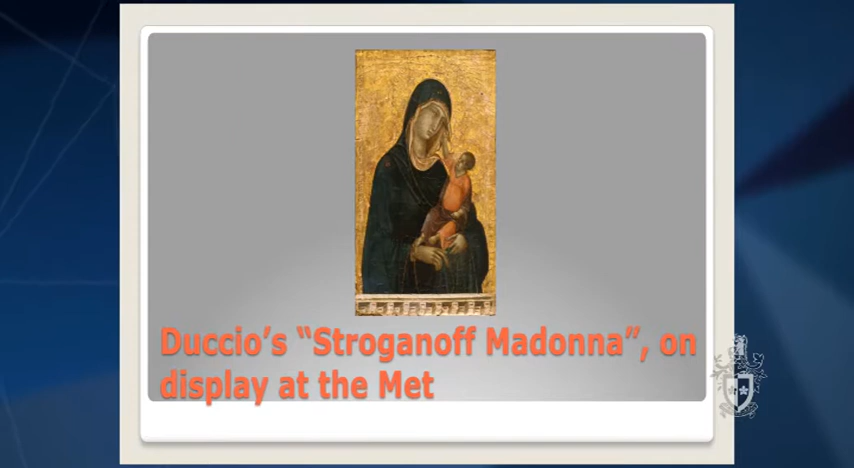 Duccio’s “Stroganoff Madonna”, on
display at the Met